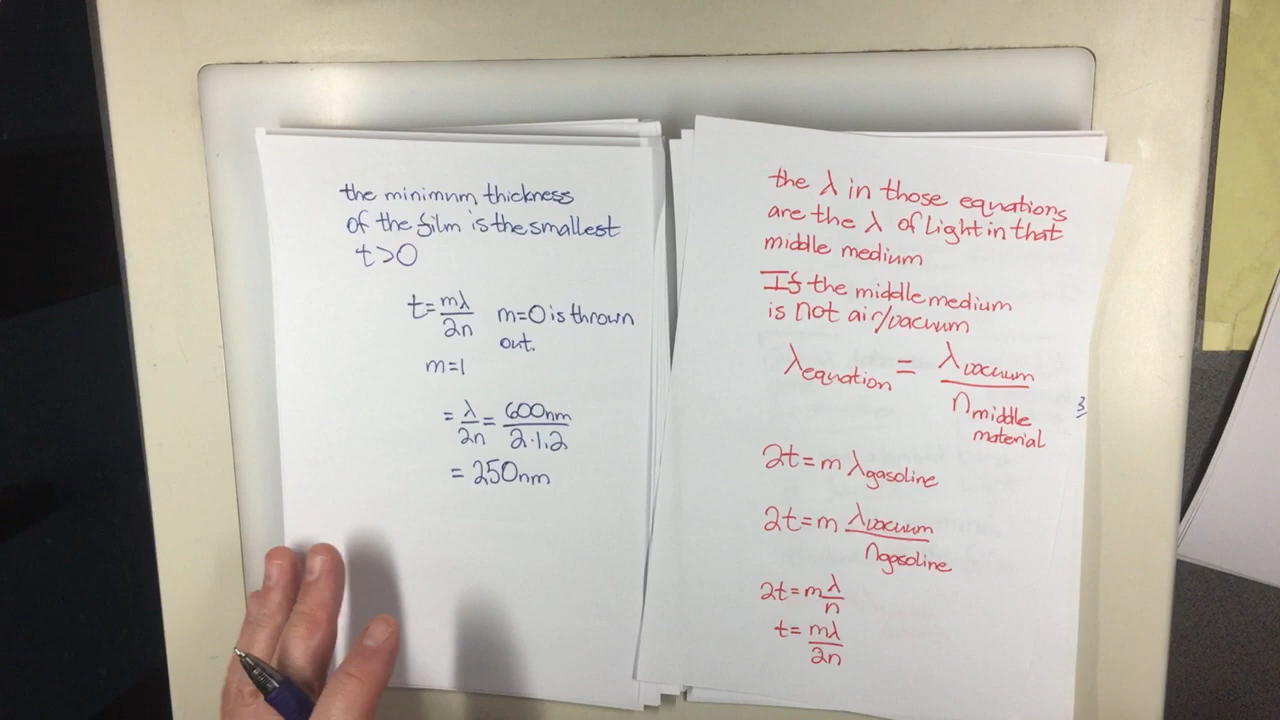 the minimum thickness
of the film is the smallest
t>0
t = mλ/2n m=0 is thrown
out.
m=1
= λ/2n = 600nm/2·1.2
= 250nm
the λ in those equations
are the λ of Light in that
middle medium
If the middle medium
is not air/vacuum
λequation = λvacuum/nmiddle material
2t = m λgasoline
2t = m λvacuum/ngasoline
2t = m λ/n
t = mλ/2n